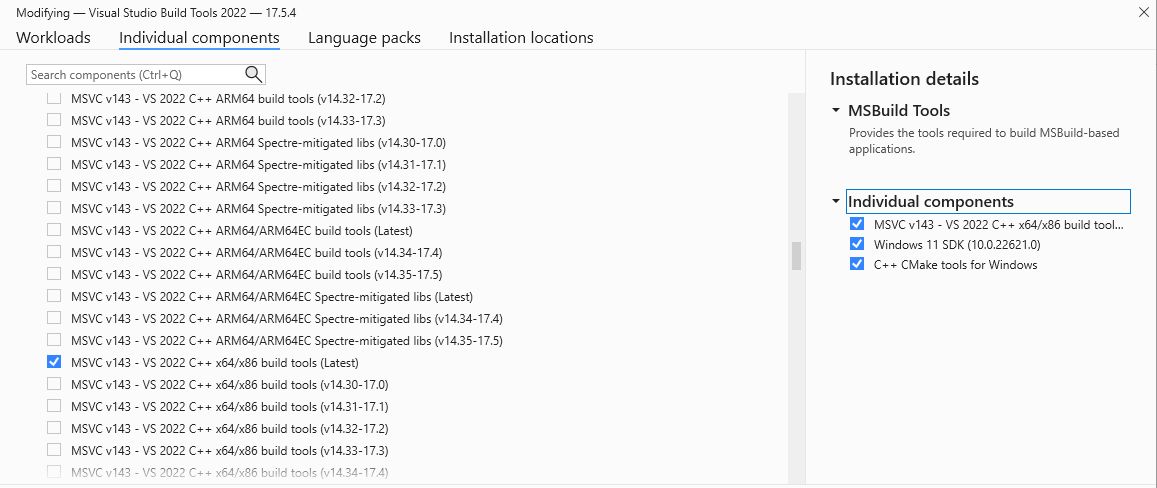 Modifying — Visual Studio Build Tools 2022 — 17.5.4
Workloads Individual components Language packs Installation locations
Search components (Ctrl+Q)
MSVC v143 - VS 2022 C++ ARM64 build tools (v14.32-17.2)
MSVC v143 - VS 2022 C++ ARM64 build tools (v14.33-17.3)
MSVC v143 - VS 2022 C++ ARM64 Spectre-mitigated libs (v14.30-17.0)
MSVC v143 - VS 2022 C++ ARM64 Spectre-mitigated libs (v14.31-17.1)
MSVC v143 - VS 2022 C++ ARM64 Spectre-mitigated libs (v14.32-17.2)
MSVC v143 - VS 2022 C++ ARM64 Spectre-mitigated libs (v14.33-17.3)
MSVC v143 - VS 2022 C++ ARM64/ARM64EC build tools (Latest)
MSVC v143 - VS 2022 C++ ARM64/ARM64EC build tools (v14.34-17.4)
MSVC v143 - VS 2022 C++ ARM64/ARM64EC build tools (v14.35-17.5)
MSVC v143 - VS 2022 C++ ARM64/ARM64EC Spectre-mitigated libs (Latest)
MSVC v143 - VS 2022 C++ ARM64/ARM64EC Spectre-mitigated libs (v14.34-17.4)
MSVC v143 - VS 2022 C++ ARM64/ARM64EC Spectre-mitigated libs (v14.35-17.5)
MSVC v143 - VS 2022 C++ x64/x86 build tools (Latest)
MSVC v143 - VS 2022 C++ x64/x86 build tools (v14.30-17.0)
MSVC v143 - VS 2022 C++ x64/x86 build tools (v14.31-17.1)
MSVC v143 - VS 2022 C++ x64/x86 build tools (v14.32-17.2)
MSVC v143 - VS 2022 C++ x64/x86 build tools (v14.33-17.3)
MSVC v143 - VS 2022 C++ x64/x86 build tools (v14.34-17.4)
Installation details
MSBuild Tools
Provides the tools required to build MSBuild-based
applications.
Individual components
MSVC v143 - VS 2022 C++ x64/x86 build tool...
Windows 11 SDK (10.0.22621.0)
C++ CMake tools for Windows